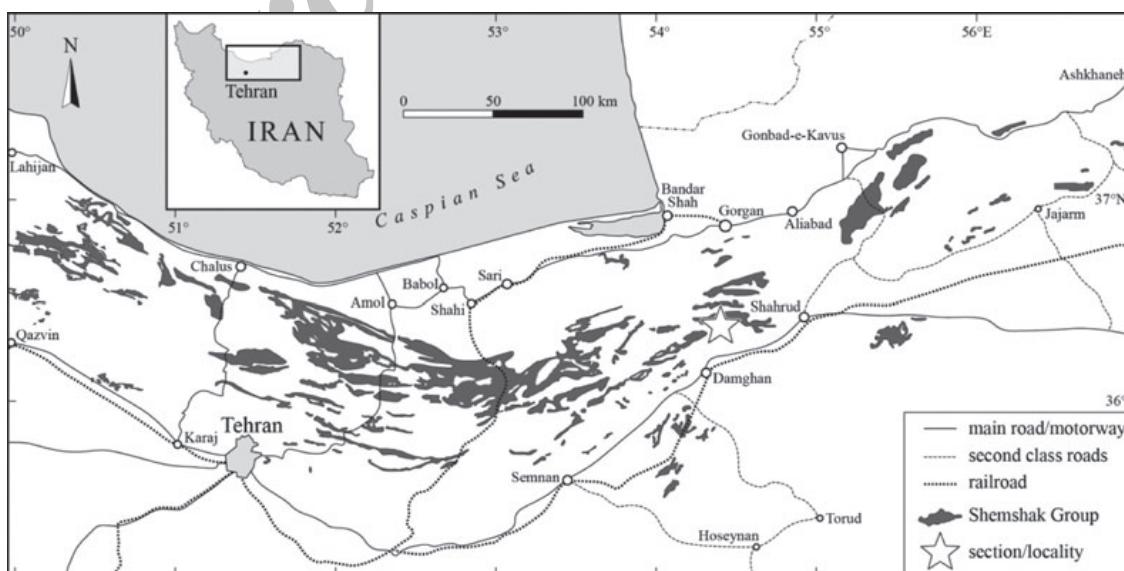 50°
53°
54°
55°
56°E
N
Tehran
IRAN
0 50 100 km
51°
52°
Caspian Sea
Ashkhaneh
Gonbad-e-Kavus
Lahijan
Bandar
Shah
Gorgan
Aliabad
37°N
Jajarm
Chalus
Babol
Sari
Amol
Shahi
Shahrud
Qazvin
Damghan
36°
Tehran
Karaj
Semnan
Torud
Hoseynan
main road/motorway
second class roads
railroad
Shemshak Group
section/locality